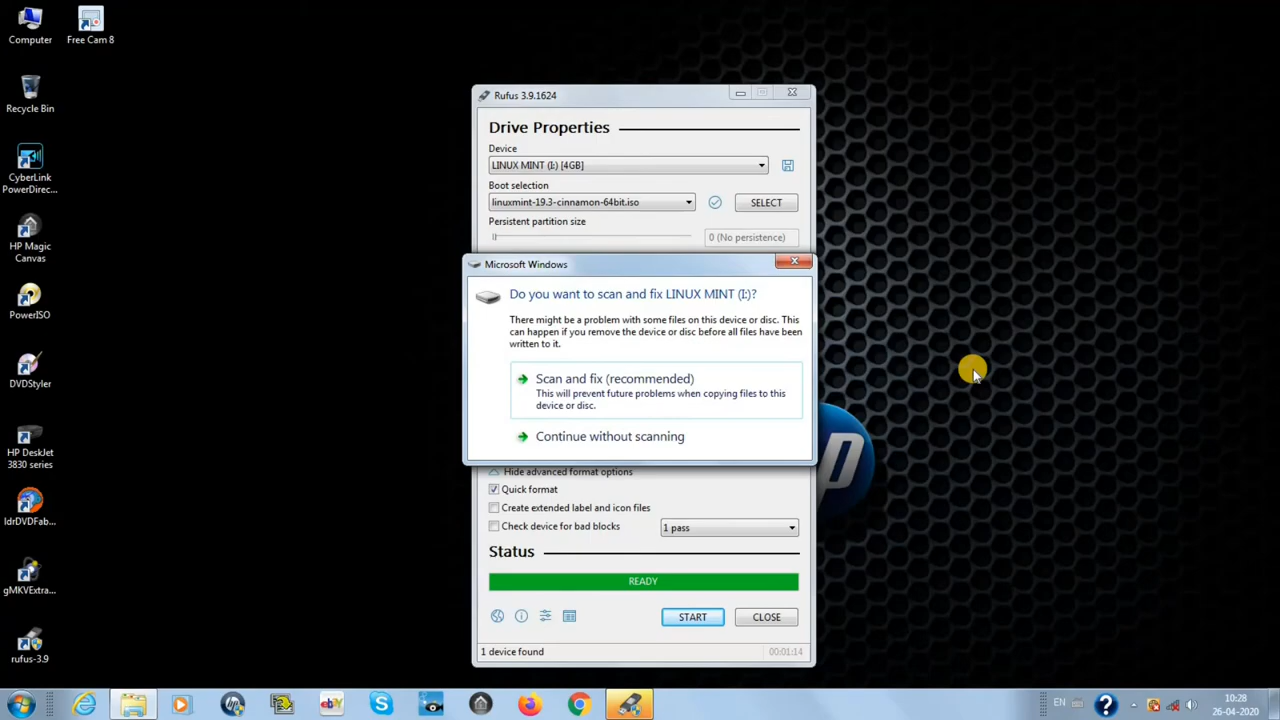 Computer
Free Cam 8
Recycle Bin
CyberLink
PowerDirec...
HP Magic
Canvas
PowerISO
DVDStyler
HP DeskJet
3830 series
IdrDVDFab...
gMKVExtra...
rufus-3.9
Rufus 3.9.1624
Drive Properties
Device
LINUX MINT (I:) [4GB]
Boot selection
linuxmint-19.3-cinnamon-64bit.iso
SELECT
Persistent partition size
0 (No persistence)
Microsoft Windows
Do you want to scan and fix LINUX MINT (I:)?
There might be a problem with some files on this device or disc. This
can happen if you remove the device or disc before all files have been
written to it.
Scan and fix (recommended)
This will prevent future problems when copying files to this
device or disc.
Continue without scanning
Hide advanced format options
Quick format
Create extended label and icon files
Check device for bad blocks
1 pass
Status
READY
START
CLOSE
1 device found
00:01:14
hp
EN
10:28
26-04-2020